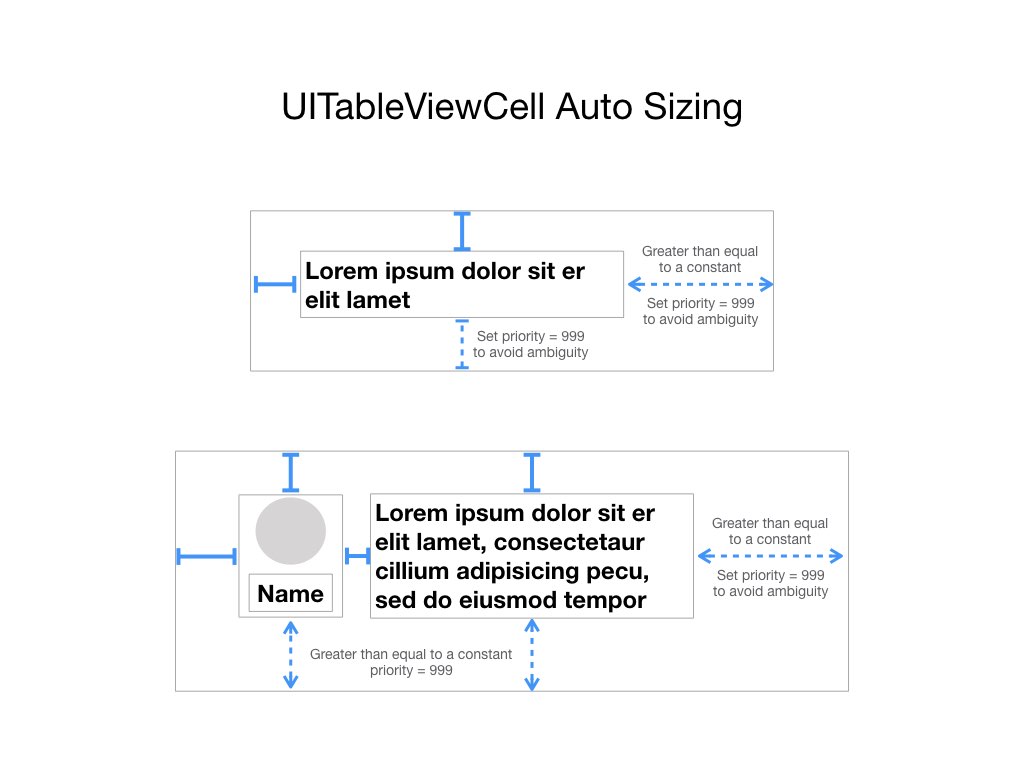 UITableViewCell Auto Sizing
Greater than equal
to a constant
Lorem ipsum dolor sit er
elit lamet
Set priority = 999
to avoid ambiguity
Set priority = 999
to avoid ambiguity
Lorem ipsum dolor sit er
elit lamet, consectetaur
cillium adipisicing pecu,
sed do eiusmod tempor
Name
Greater than equal
to a constant
Set priority = 999
to avoid ambiguity
Greater than equal to a constant
priority = 999